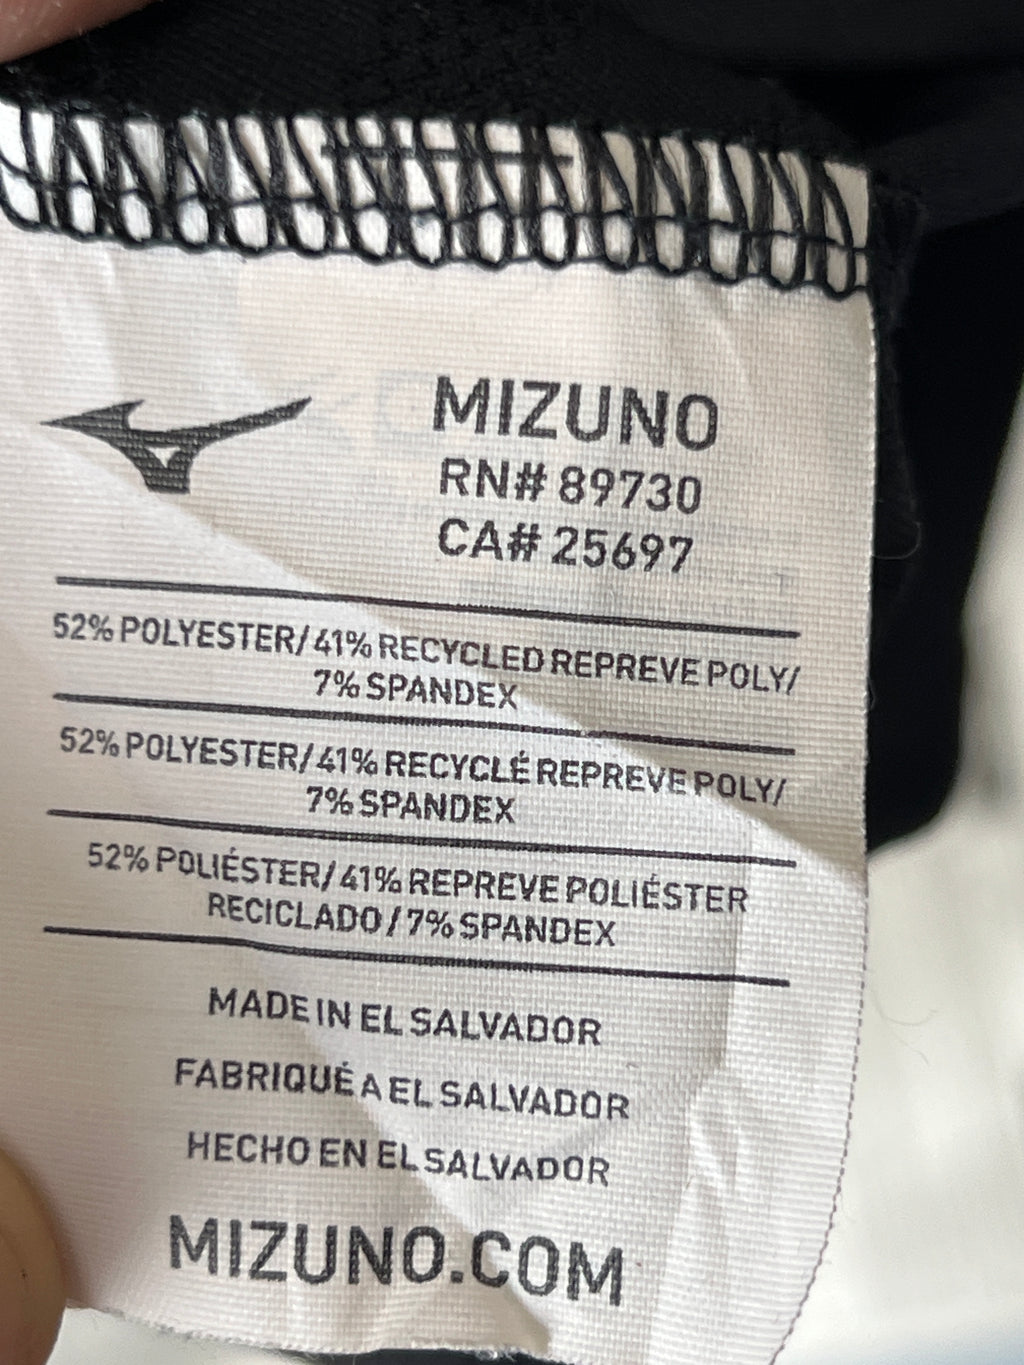 MIZUNO
RN# 89730
CA# 25697
52% POLYESTER/41% RECYCLED REPREVE POLY/
7% SPANDEX
52% POLYESTER/41% RECYCLÉ REPREVE POLY/
7% SPANDEX
52% POLIÉSTER/41% REPREVE POLIÉSTER
RECICLADO/7% SPANDEX
MADE IN EL SALVADOR
FABRIQUÉ A EL SALVADOR
HECHO EN EL SALVADOR
MIZUNO.COM